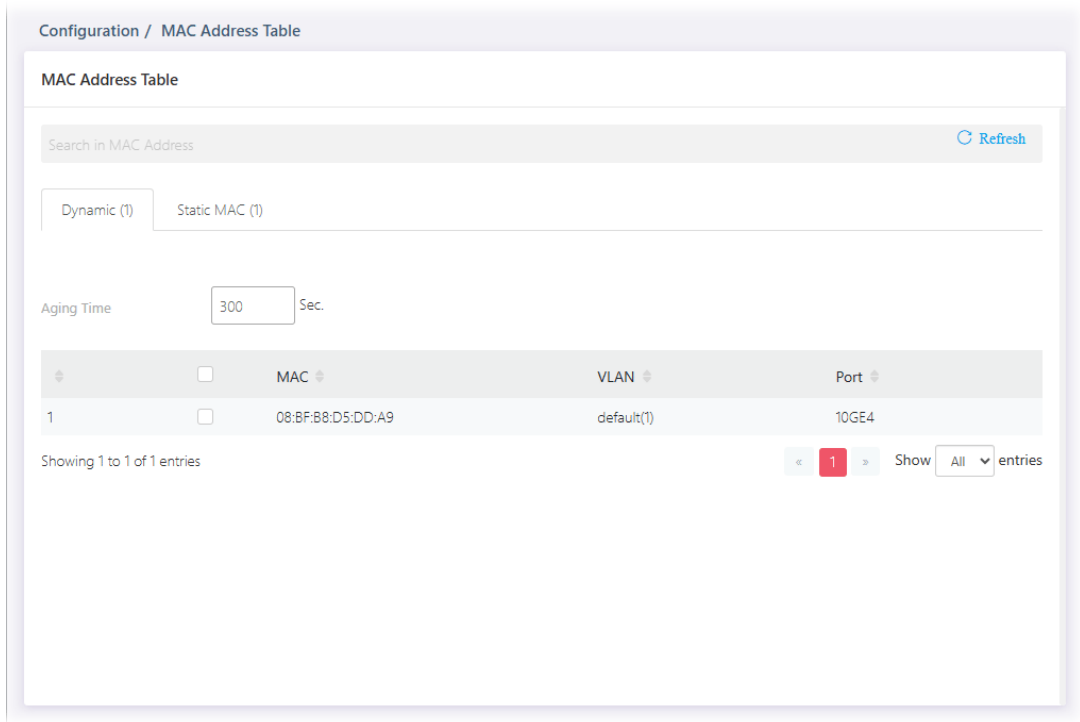 Configuration / MAC Address Table
MAC Address Table
Search in MAC Address
Refresh
Dynamic (1) Static MAC (1)
Aging Time 300 Sec.
MAC VLAN Port
1 08:BF:B8:D5:DD:A9 default(1) 10GE4
Showing 1 to 1 of 1 entries « 1 » Show All entries